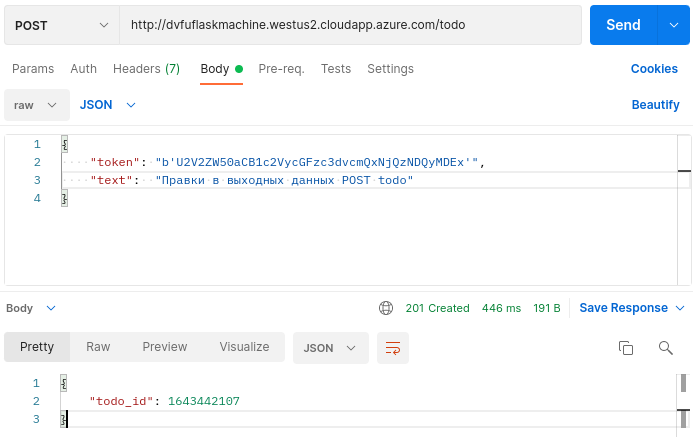 POST http://dvfuflaskmachine.westus2.cloudapp.azure.com/todo Send
Params Auth Headers (7) Body Pre-req. Tests Settings Cookies
raw JSON Beautify
1 {
2 "token": "b'U2V2ZW50aCB1c2VycGFzc3dvcmQxNjQzNDQyMDEx'",
3 "text": "Правки в выходных данных POST todo"
4 }
Body 201 Created 446 ms 191 B Save Response
Pretty Raw Preview Visualize JSON
1 {
2 "todo_id": 1643442107
3 }